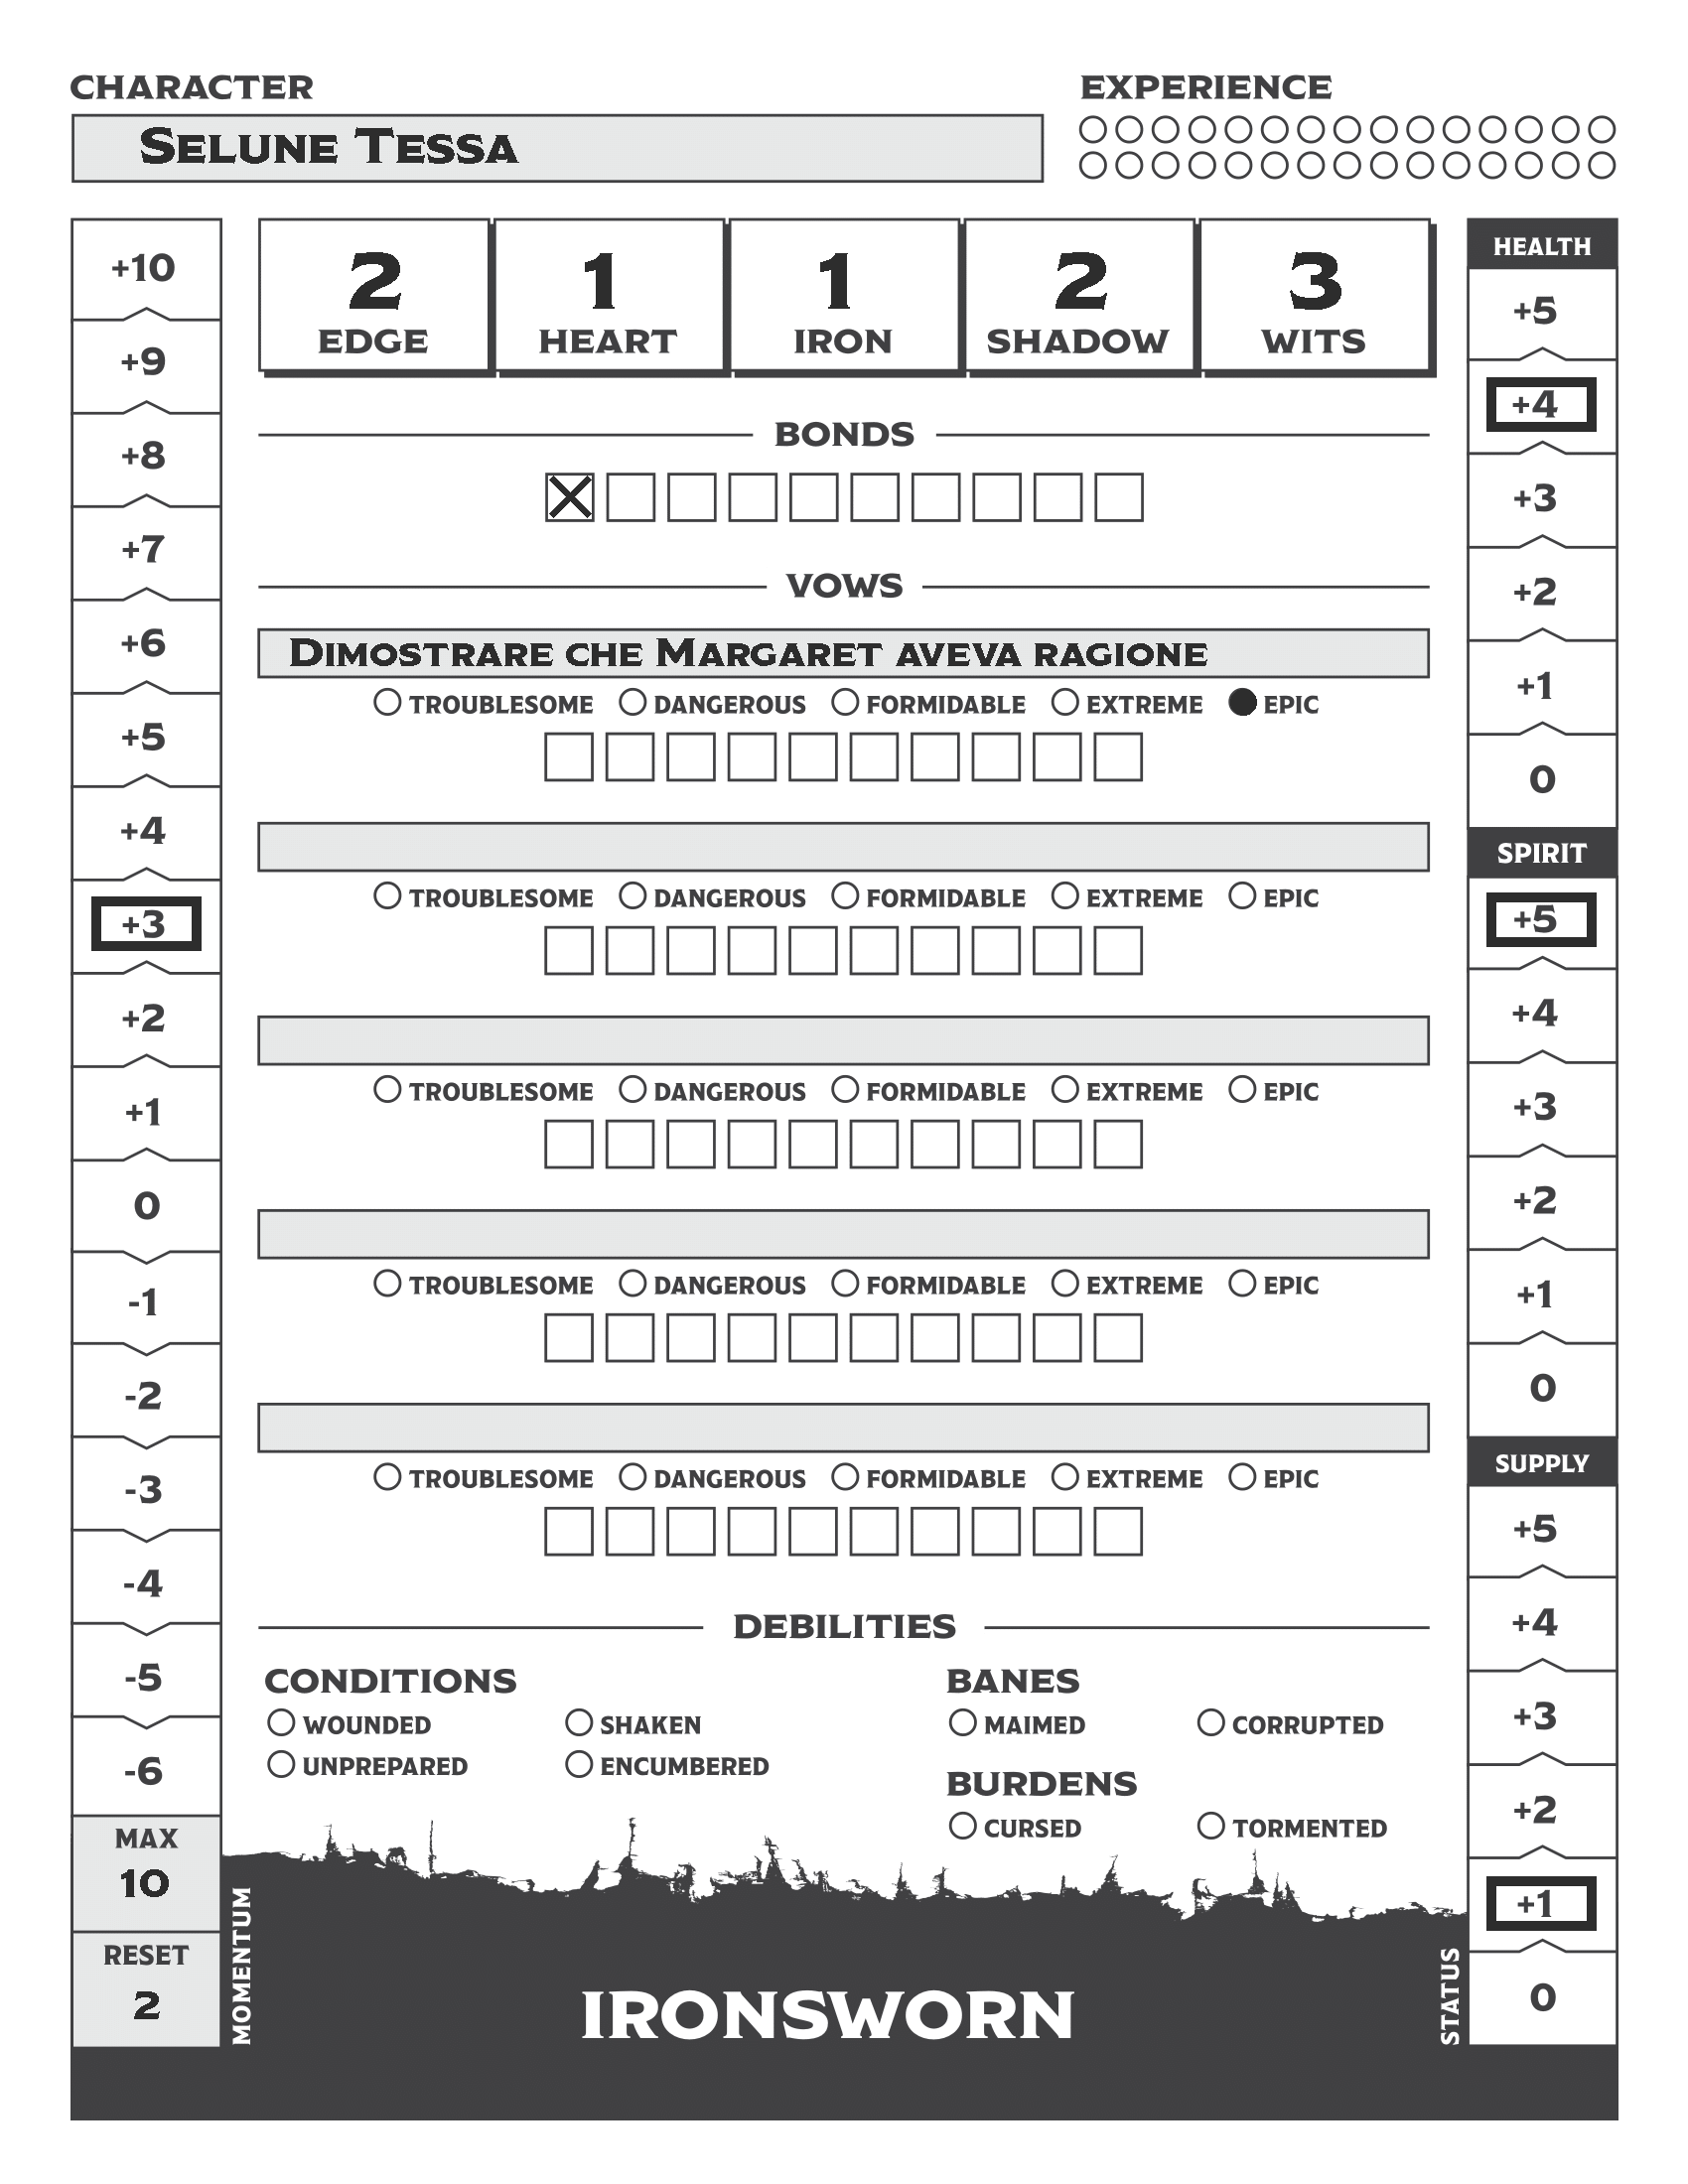 CHARACTER
SELUNE TESSA
EXPERIENCE
+10
+9
+8
+7
+6
+5
+4
+3
+2
+1
0
-1
-2
-3
-4
-5
-6
MAX
10
RESET
2
MOMENTUM
2 1 1 2 3
EDGE HEART IRON SHADOW WITS
BONDS
VOWS
DIMOSTRARE CHE MARGARET AVEVA RAGIONE
TROUBLESOME DANGEROUS FORMIDABLE EXTREME EPIC
TROUBLESOME DANGEROUS FORMIDABLE EXTREME EPIC
TROUBLESOME DANGEROUS FORMIDABLE EXTREME EPIC
TROUBLESOME DANGEROUS FORMIDABLE EXTREME EPIC
TROUBLESOME DANGEROUS FORMIDABLE EXTREME EPIC
DEBILITIES
CONDITIONS
WOUNDED SHAKEN
UNPREPARED ENCUMBERED
BANES
MAIMED CORRUPTED
BURDENS
CURSED TORMENTED
IRONSWORN
HEALTH
+5
+4
+3
+2
+1
0
SPIRIT
+5
+4
+3
+2
+1
0
SUPPLY
+5
+4
+3
+2
+1
0
STATUS